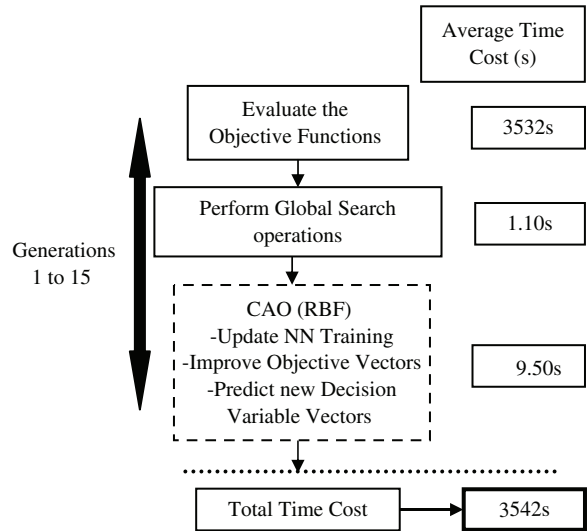 Average Time
Cost (s)
Evaluate the
Objective Functions
3532s
Perform Global Search
operations
1.10s
Generations
1 to 15
CAO (RBF)
-Update NN Training
-Improve Objective Vectors
-Predict new Decision
Variable Vectors
9.50s
Total Time Cost
3542s